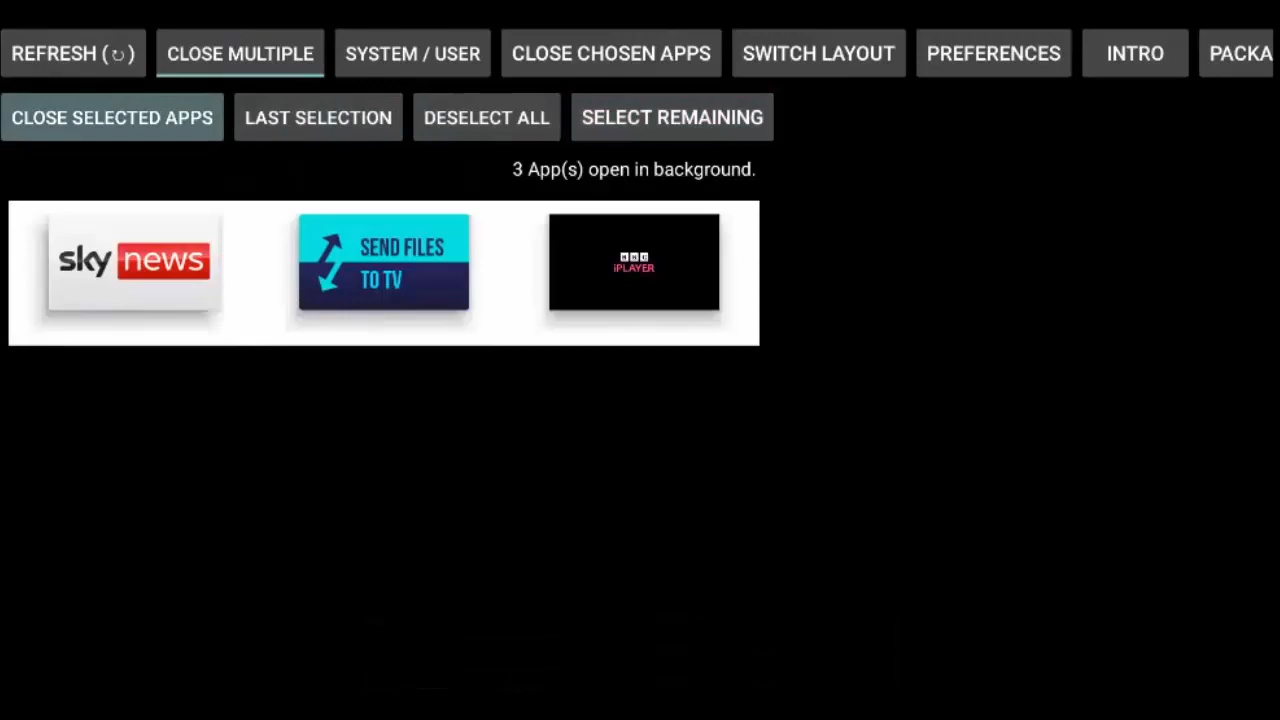 REFRESH (↻) CLOSE MULTIPLE SYSTEM / USER CLOSE CHOSEN APPS SWITCH LAYOUT PREFERENCES INTRO PACKA
CLOSE SELECTED APPS LAST SELECTION DESELECT ALL SELECT REMAINING
3 App(s) open in background.
sky news
SEND FILES
TO TV
BBC
iPLAYER